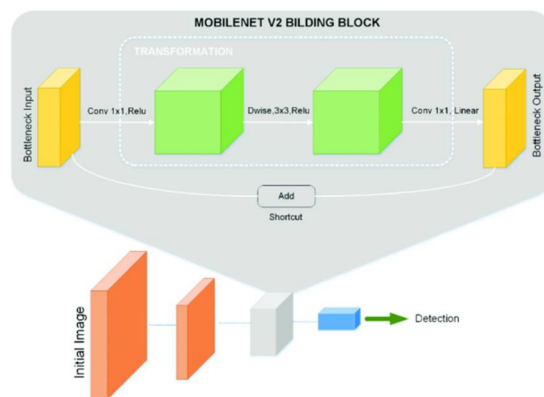 MOBILENET V2 BILDING BLOCK
TRANSFORMATION
Bottleneck Input
Conv 1x1,Relu
Dwise,3x3,Relu
Conv 1x1, Linear
Bottleneck Output
Add
Shortcut
Initial Image
Detection